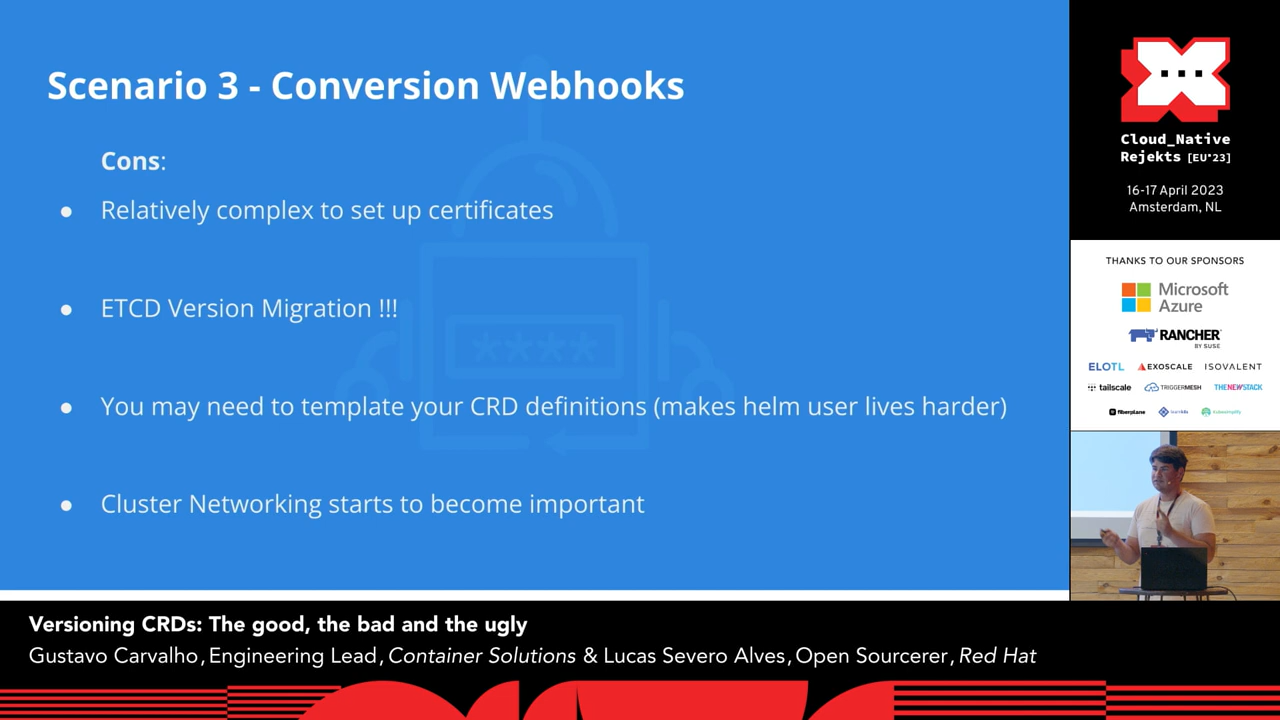 Scenario 3 - Conversion Webhooks
Cons:
● Relatively complex to set up certificates
● ETCD Version Migration !!!
● You may need to template your CRD definitions (makes helm user lives harder)
● Cluster Networking starts to become important
Cloud_Native
Rejekts [EU*23]
16-17 April 2023
Amsterdam, NL
THANKS TO OUR SPONSORS
Microsoft
Azure
RANCHER
BY SUSE
ELOTL EXOSCALE ISOVALENT
tailscale TRIGGERMESH THENEWSTACK
fiberplane kubesimplify
Versioning CRDs: The good, the bad and the ugly
Gustavo Carvalho, Engineering Lead, Container Solutions & Lucas Severo Alves, Open Sourcerer, Red Hat